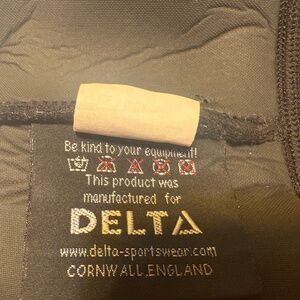 Be kind to your equipment!
This product was
manufactured for
DELTA
www.delta-sportswear.com
CORNWALL, ENGLAND